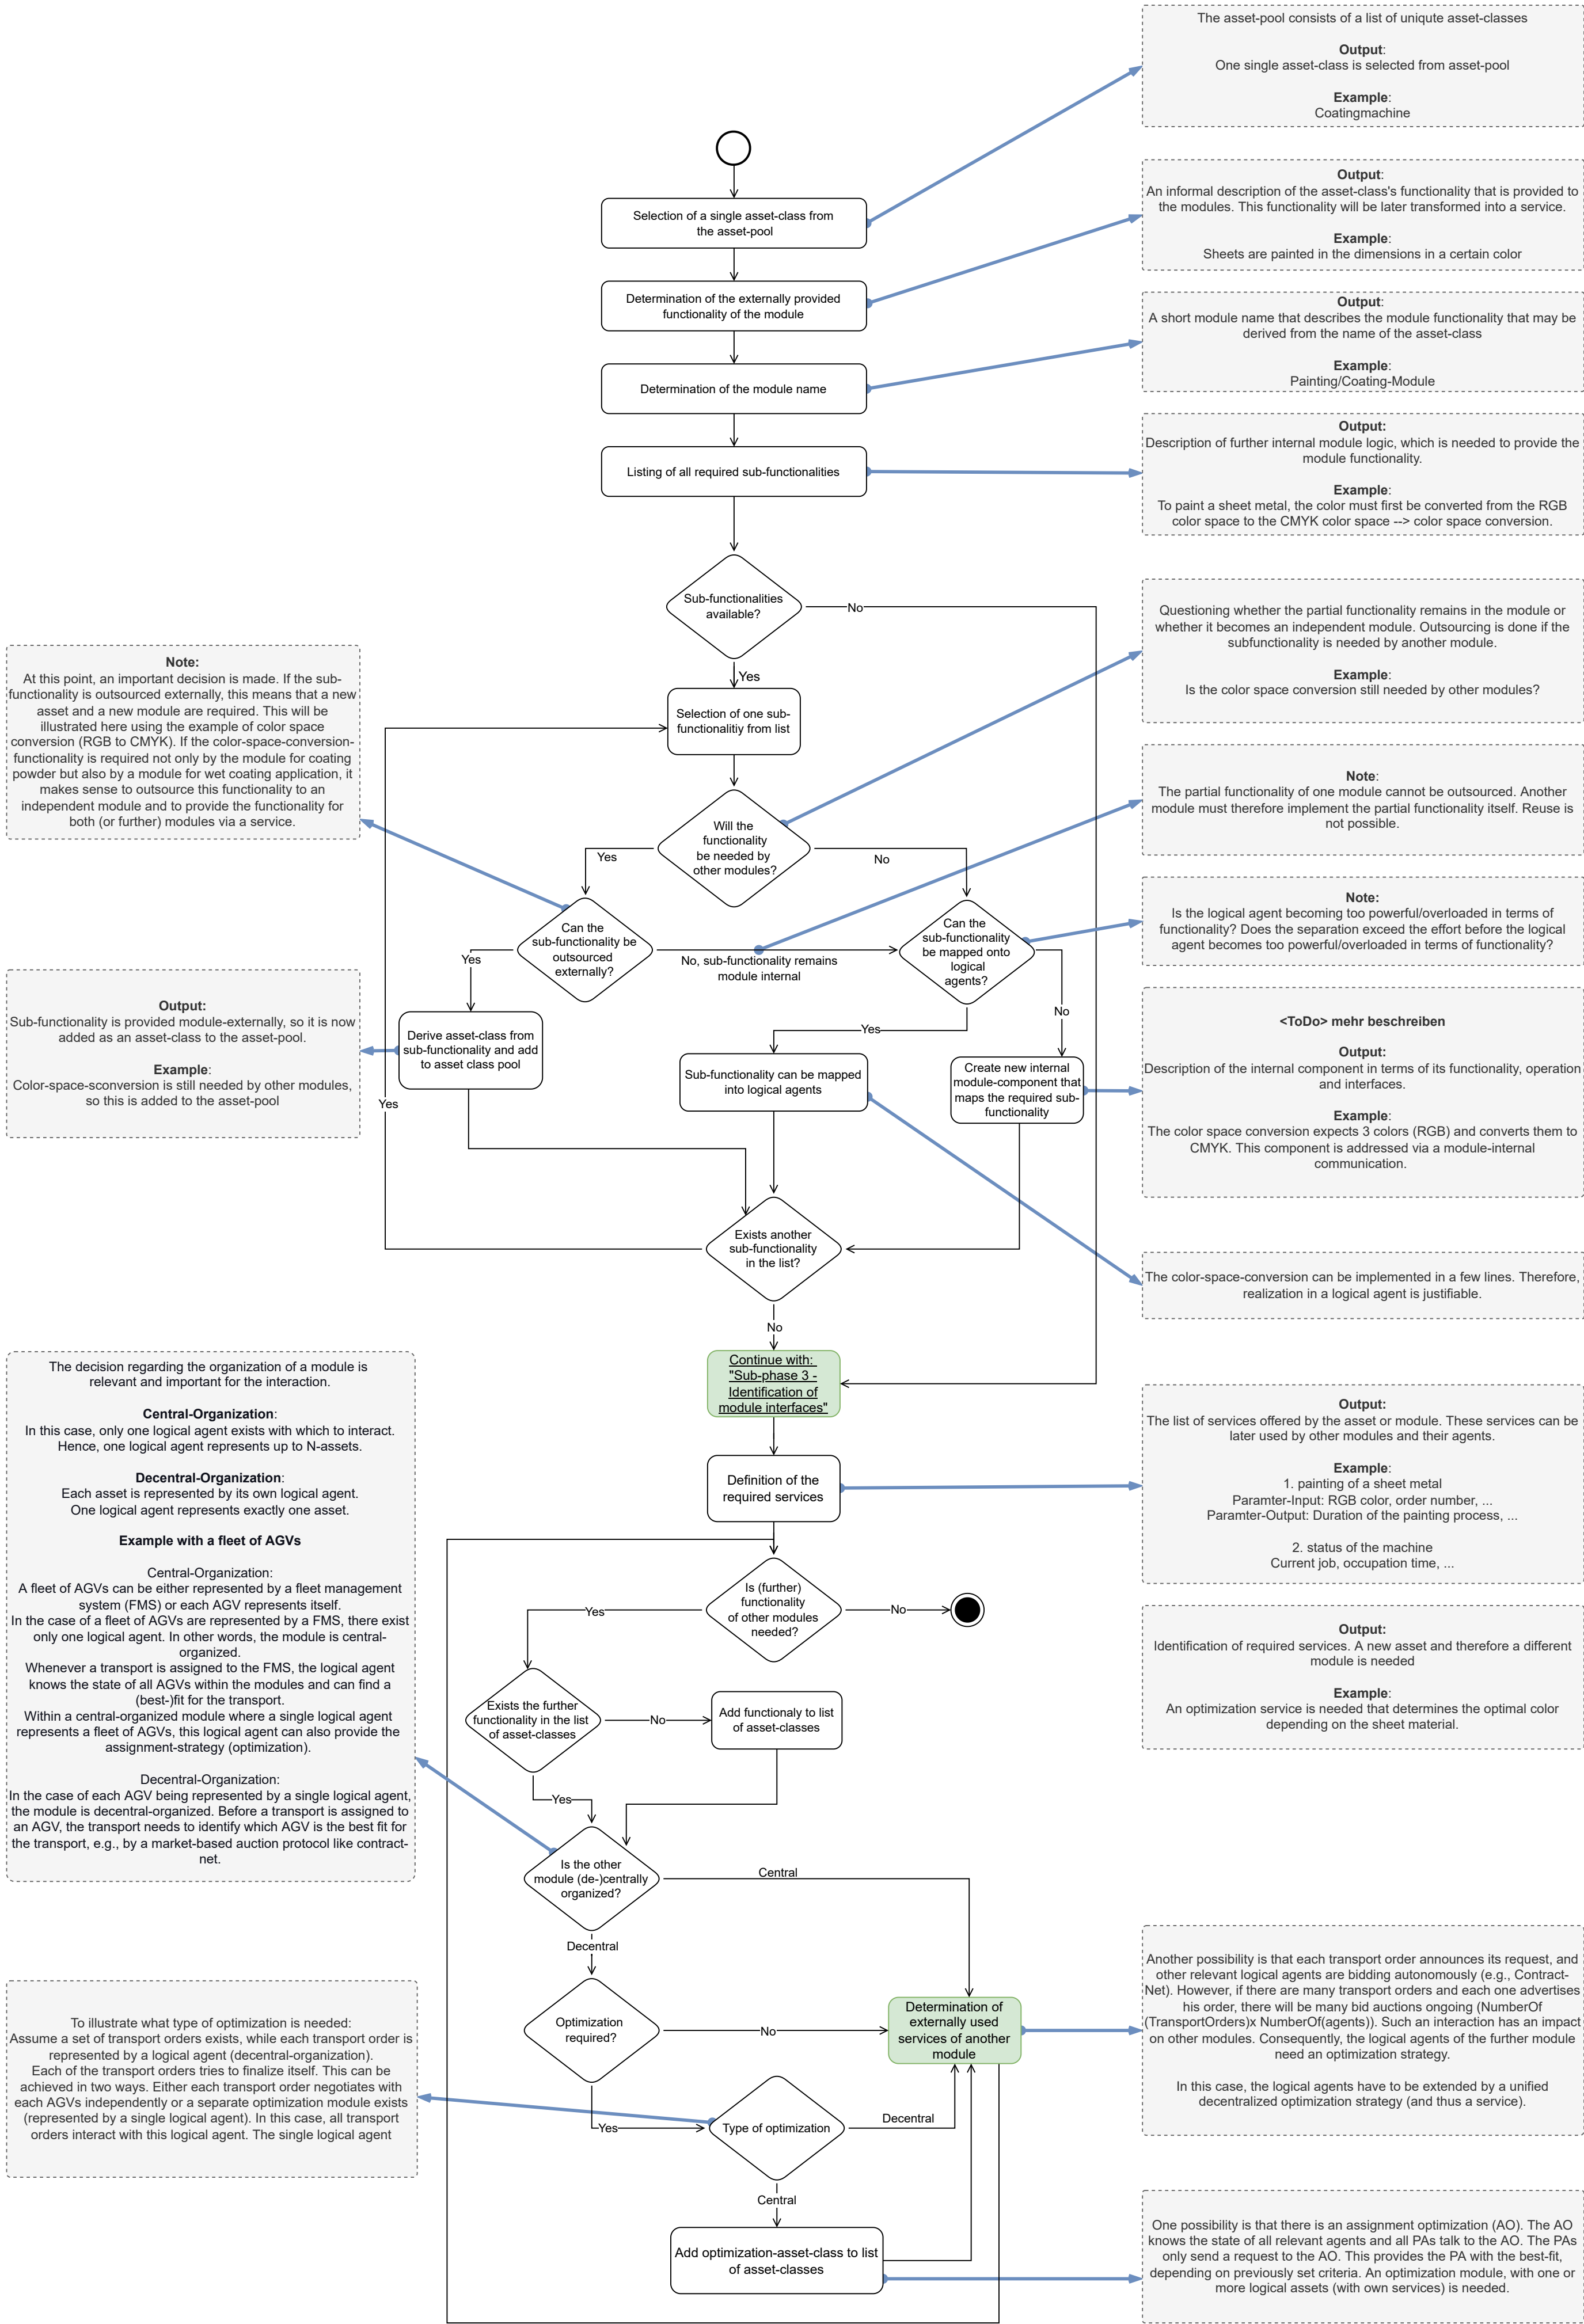 The asset-pool consists of a list of uniqute asset-classes
Output:
One single asset-class is selected from asset-pool
Example:
Coatingmachine
Selection of a single asset-class from
the asset-pool
Output:
An informal description of the asset-class's functionality that is provided to
the modules. This functionality will be later transformed into a service.
Example:
Sheets are painted in the dimensions in a certain color
Determination of the externally provided
functionality of the module
Output:
A short module name that describes the module functionality that may be
derived from the name of the asset-class
Example:
Painting/Coating-Module
Determination of the module name
Listing of all required sub-functionalities
Output:
Description of further internal module logic, which is needed to provide the
module functionality.
Example:
To paint a sheet metal, the color must first be converted from the RGB
color space to the CMYK color space --> color space conversion.
Sub-functionalities
available?
No
Yes
Questioning whether the partial functionality remains in the module or
whether it becomes an independent module. Outsourcing is done if the
subfunctionality is needed by another module.
Example:
Is the color space conversion still needed by other modules?
Note:
At this point, an important decision is made. If the sub-
functionality is outsourced externally, this means that a new
asset and a new module are required. This will be
illustrated here using the example of color space
conversion (RGB to CMYK). If the color-space-conversion-
functionality is required not only by the module for coating
powder but also by a module for wet coating application, it
makes sense to outsource this functionality to an
independent module and to provide the functionality for
both (or further) modules via a service.
Selection of one sub-
functionalitiy from list
Note:
The partial functionality of one module cannot be outsourced. Another
module must therefore implement the partial functionality itself. Reuse is
not possible.
Will the
functionality
be needed by
other modules?
Yes
No
Can the
sub-functionality be
outsourced
externally?
Yes
No, sub-functionality remains
module internal
Can the
sub-functionality
be mapped onto
logical
agents?
Note:
Is the logical agent becoming too powerful/overloaded in terms of
functionality? Does the separation exceed the effort before the logical
agent becomes too powerful/overloaded in terms of functionality?
No
Yes
Output:
Sub-functionality is provided module-externally, so it is now
added as an asset-class to the asset-pool.
Example:
Color-space-sconversion is still needed by other modules,
so this is added to the asset-pool
Derive asset-class from
sub-functionality and add
to asset class pool
Sub-functionality can be mapped
into logical agents
Create new internal
module-component that
maps the required sub-
functionality
<ToDo> mehr beschreiben
Output:
Description of the internal component in terms of its functionality, operation
and interfaces.
Example:
The color space conversion expects 3 colors (RGB) and converts them to
CMYK. This component is addressed via a module-internal
communication.
Yes
Exists another
sub-functionality
in the list?
The color-space-conversion can be implemented in a few lines. Therefore,
realization in a logical agent is justifiable.
No
Continue with:
"Sub-phase 3 -
Identification of
module interfaces"
The decision regarding the organization of a module is
relevant and important for the interaction.
Central-Organization:
In this case, only one logical agent exists with which to interact.
Hence, one logical agent represents up to N-assets.
Decentral-Organization:
Each asset is represented by its own logical agent.
One logical agent represents exactly one asset.
Example with a fleet of AGVs
Central-Organization:
A fleet of AGVs can be either represented by a fleet management
system (FMS) or each AGV represents itself.
In the case of a fleet of AGVs are represented by a FMS, there exist
only one logical agent. In other words, the module is central-
organized.
Whenever a transport is assigned to the FMS, the logical agent
knows the state of all AGVs within the modules and can find a
(best-)fit for the transport.
Within a central-organized module where a single logical agent
represents a fleet of AGVs, this logical agent can also provide the
assignment-strategy (optimization).
Decentral-Organization:
In the case of each AGV being represented by a single logical agent,
the module is decentral-organized. Before a transport is assigned to
an AGV, the transport needs to identify which AGV is the best fit for
the transport, e.g., by a market-based auction protocol like contract-
net.
Definition of the
required services
Output:
The list of services offered by the asset or module. These services can be
later used by other modules and their agents.
Example:
1. painting of a sheet metal
Paramter-Input: RGB color, order number, ...
Paramter-Output: Duration of the painting process, ...
2. status of the machine
Current job, occupation time, ...
Is (further)
functionality
of other modules
needed?
Yes
No
Output:
Identification of required services. A new asset and therefore a different
module is needed
Example:
An optimization service is needed that determines the optimal color
depending on the sheet material.
Exists the further
functionality in the list
of asset-classes
No
Add functionaly to list
of asset-classes
Yes
Is the other
module (de-)centrally
organized?
Central
Decentral
Optimization
required?
No
Determination of
externally used
services of another
module
Another possibility is that each transport order announces its request, and
other relevant logical agents are bidding autonomously (e.g., Contract-
Net). However, if there are many transport orders and each one advertises
his order, there will be many bid auctions ongoing (NumberOf
(TransportOrders)x NumberOf(agents)). Such an interaction has an impact
on other modules. Consequently, the logical agents of the further module
need an optimization strategy.
In this case, the logical agents have to be extended by a unified
decentralized optimization strategy (and thus a service).
To illustrate what type of optimization is needed:
Assume a set of transport orders exists, while each transport order is
represented by a logical agent (decentral-organization).
Each of the transport orders tries to finalize itself. This can be
achieved in two ways. Either each transport order negotiates with
each AGVs independently or a separate optimization module exists
(represented by a single logical agent). In this case, all transport
orders interact with this logical agent. The single logical agent
Yes
Type of optimization
Decentral
Central
Add optimization-asset-class to list
of asset-classes
One possibility is that there is an assignment optimization (AO). The AO
knows the state of all relevant agents and all PAs talk to the AO. The PAs
only send a request to the AO. This provides the PA with the best-fit,
depending on previously set criteria. An optimization module, with one or
more logical assets (with own services) is needed.